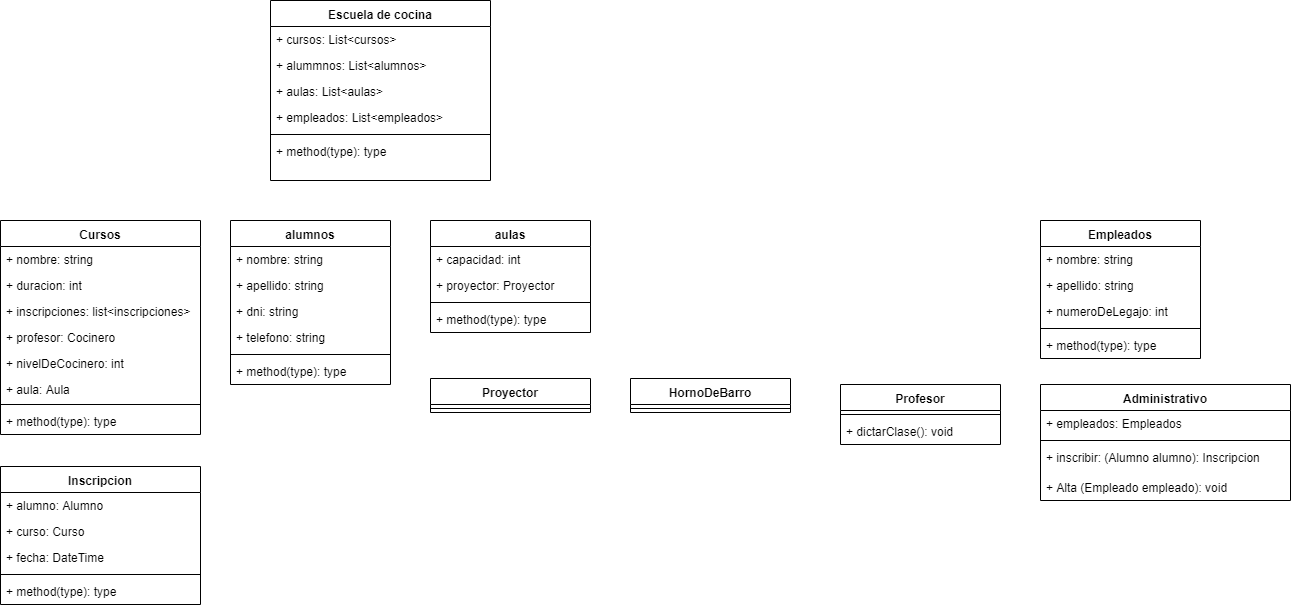 Escuela de cocina
+ cursos: List<cursos>
+ alummnos: List<alumnos>
+ aulas: List<aulas>
+ empleados: List<empleados>
+ method(type): type
Cursos
+ nombre: string
+ duracion: int
+ inscripciones: list<inscripciones>
+ profesor: Cocinero
+ nivelDeCocinero: int
+ aula: Aula
+ method(type): type
alumnos
+ nombre: string
+ apellido: string
+ dni: string
+ telefono: string
+ method(type): type
aulas
+ capacidad: int
+ proyector: Proyector
+ method(type): type
Empleados
+ nombre: string
+ apellido: string
+ numeroDeLegajo: int
+ method(type): type
Proyector
HornoDeBarro
Profesor
+ dictarClase(): void
Administrativo
+ empleados: Empleados
+ inscribir: (Alumno alumno): Inscripcion
+ Alta (Empleado empleado): void
Inscripcion
+ alumno: Alumno
+ curso: Curso
+ fecha: DateTime
+ method(type): type